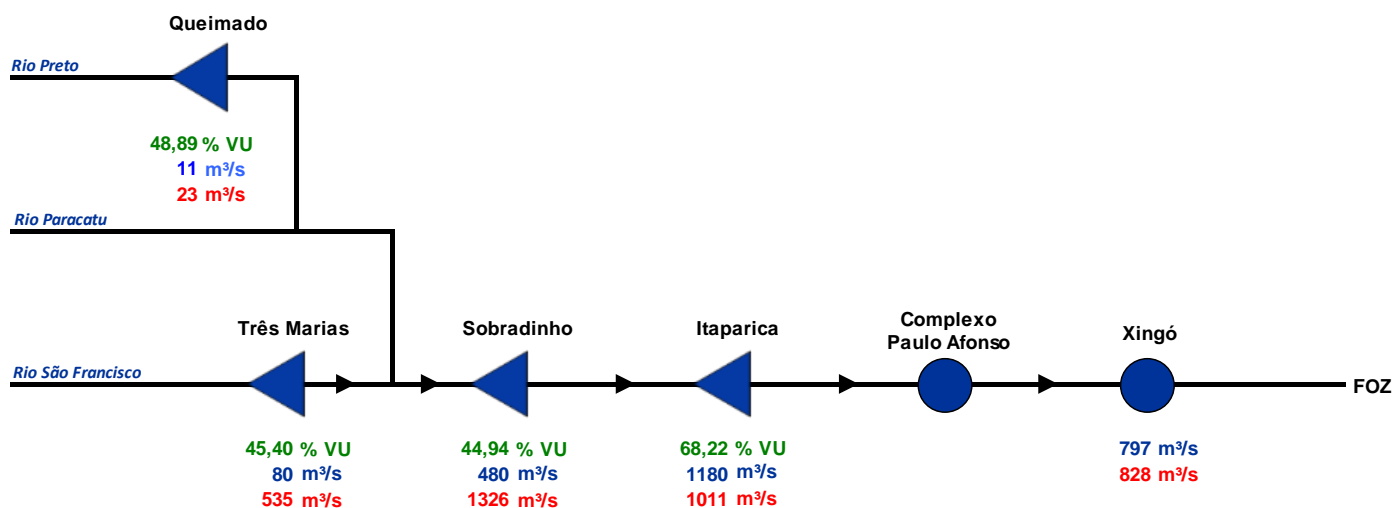 Queimado
Rio Preto
48,89 % VU
11 m³/s
23 m³/s
Rio Paracatu
Três Marias
Sobradinho
Itaparica
Complexo
Paulo Afonso
Xingó
Rio São Francisco
FOZ
45,40 % VU
80 m³/s
535 m³/s
44,94 % VU
480 m³/s
1326 m³/s
68,22 % VU
1180 m³/s
1011 m³/s
797 m³/s
828 m³/s